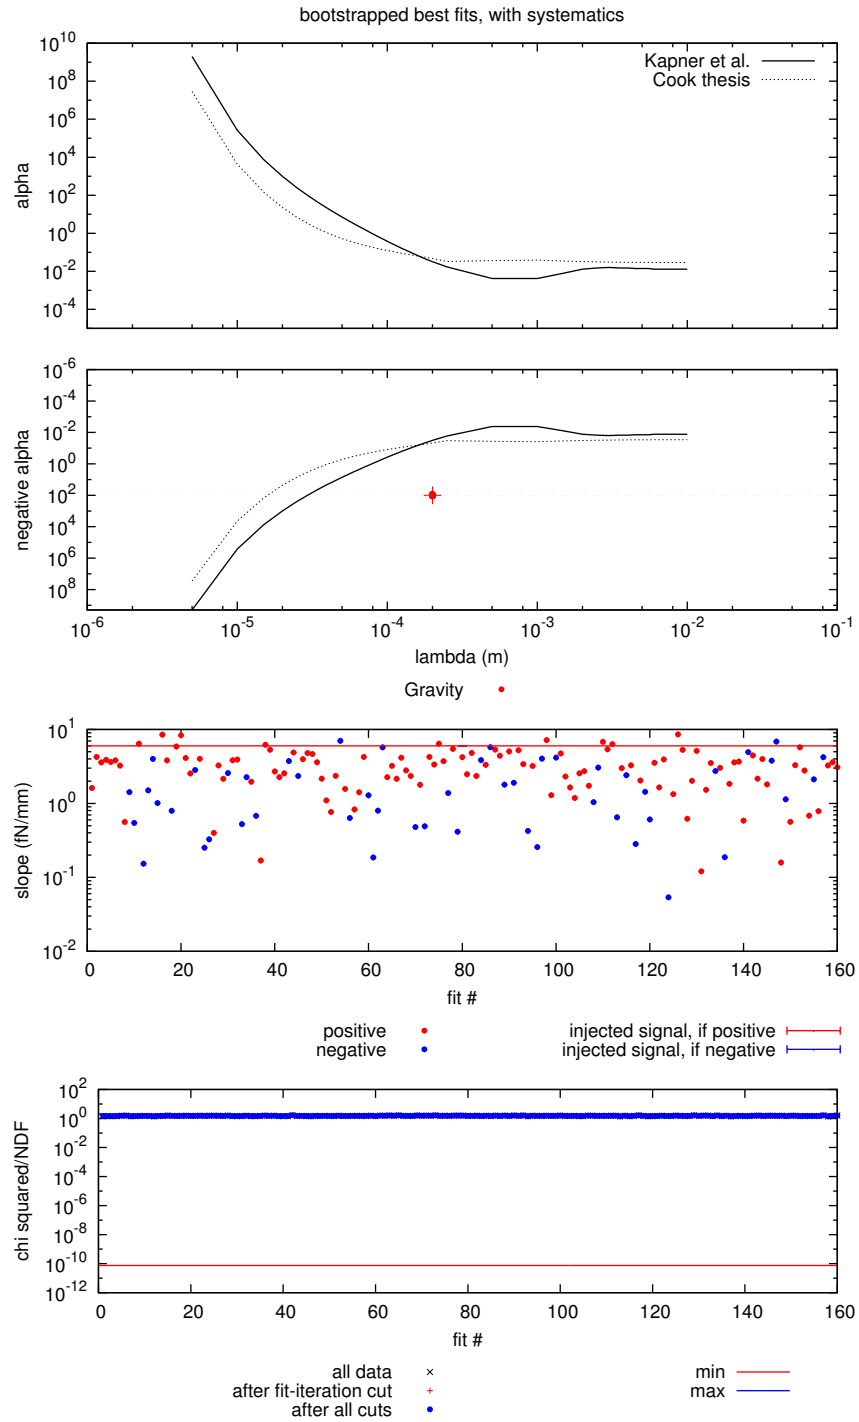 bootstrapped best fits, with systematics
10^10
10^8
10^6
10^4
10^2
10^0
10^-2
10^-4
alpha
Kapner et al.
Cook thesis
10^-6
10^-4
10^-2
10^0
10^2
10^4
10^6
10^8
negative alpha
10^-6 10^-5 10^-4 10^-3 10^-2 10^-1
lambda (m)
Gravity
10^1
10^0
10^-1
10^-2
slope (fN/mm)
0 20 40 60 80 100 120 140 160
fit #
positive injected signal, if positive
negative injected signal, if negative
10^2
10^0
10^-2
10^-4
10^-6
10^-8
10^-10
10^-12
chi squared/NDF
0 20 40 60 80 100 120 140 160
fit #
all data min
after fit-iteration cut max
after all cuts